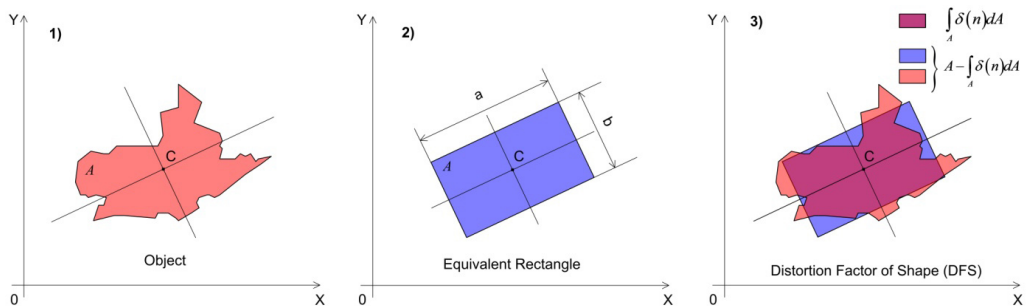 Y
1)
A
C
Object
0
X
Y
2)
a
b
A
C
Equivalent Rectangle
0
X
Y
3)
∫_A δ(n)dA
A − ∫_A δ(n)dA
C
Distortion Factor of Shape (DFS)
0
X